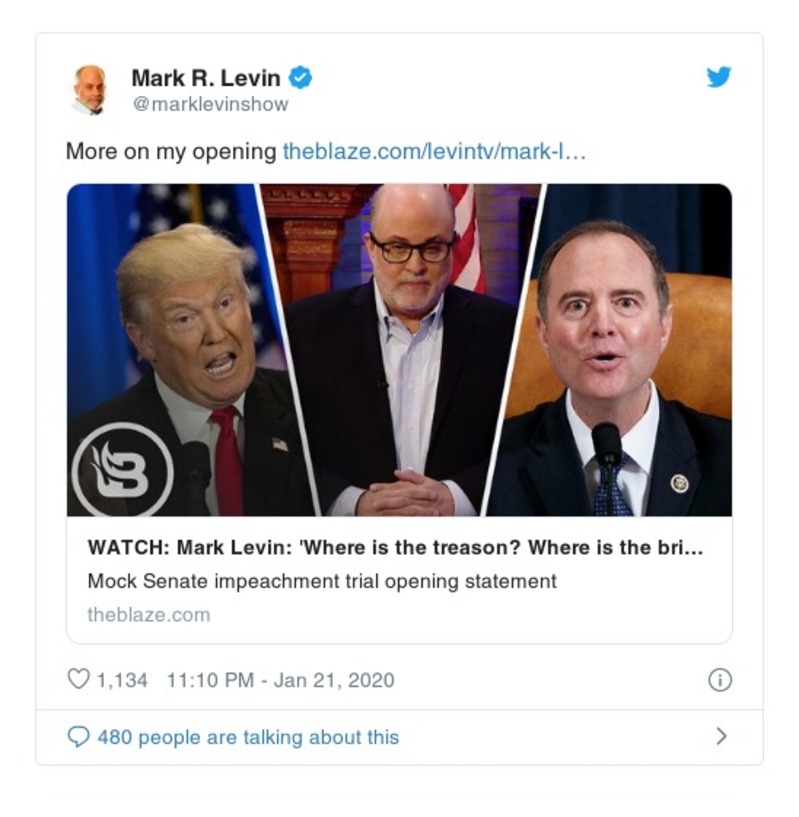 Mark R. Levin
@marklevinshow
More on my opening theblaze.com/levintv/mark-l…
B
WATCH: Mark Levin: 'Where is the treason? Where is the bri…
Mock Senate impeachment trial opening statement
theblaze.com
1,134 11:10 PM - Jan 21, 2020
480 people are talking about this